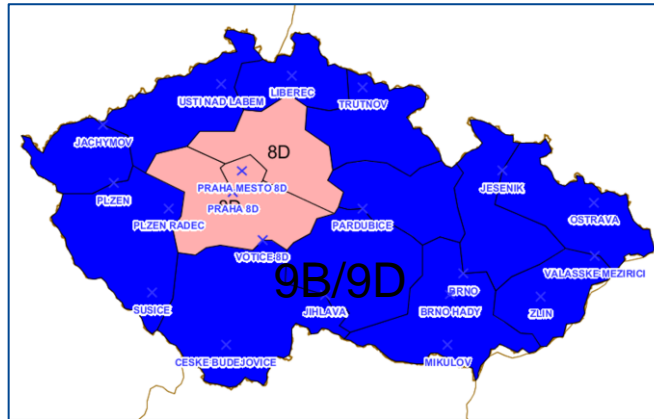 LIBEREC
USTI NAD LABEM
TRUTNOV
JACHYMOV
8D
PRAHA MESTO 8D
JESENIK
PLZEN
PRAHA 8D
8D
OSTRAVA
PLZEN RADEC
PARDUBICE
VOTICE 8D
VALASSKE MEZIRICI
9B/9D
BRNO
SUSICE
JIHLAVA
BRNO HADY
ZLIN
CESKE BUDEJOVICE
MIKULOV